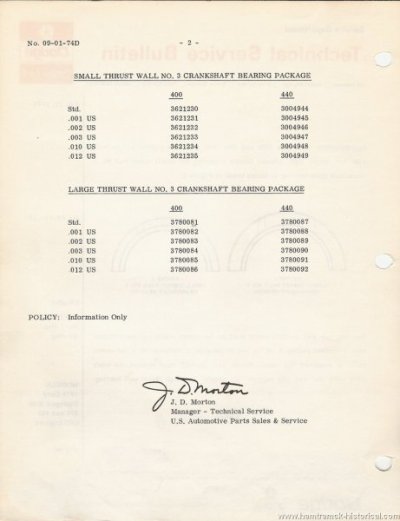 No. 09-01-74D
- 2 -
SMALL THRUST WALL NO. 3 CRANKSHAFT BEARING PACKAGE
400 440
Std. 3621230 3004944
.001 US 3621231 3004945
.002 US 3621232 3004946
.003 US 3621233 3004947
.010 US 3621234 3004948
.012 US 3621235 3004949
LARGE THRUST WALL NO. 3 CRANKSHAFT BEARING PACKAGE
400 440
Std. 3780081 3780087
.001 US 3780082 3780088
.002 US 3780083 3780089
.003 US 3780084 3780090
.010 US 3780085 3780091
.012 US 3780086 3780092
POLICY: Information Only
J. D. Morton
J. D. Morton
Manager - Technical Service
U.S. Automotive Parts Sales & Service
www.hamtramck-historical.com
Technical Service Bulletin